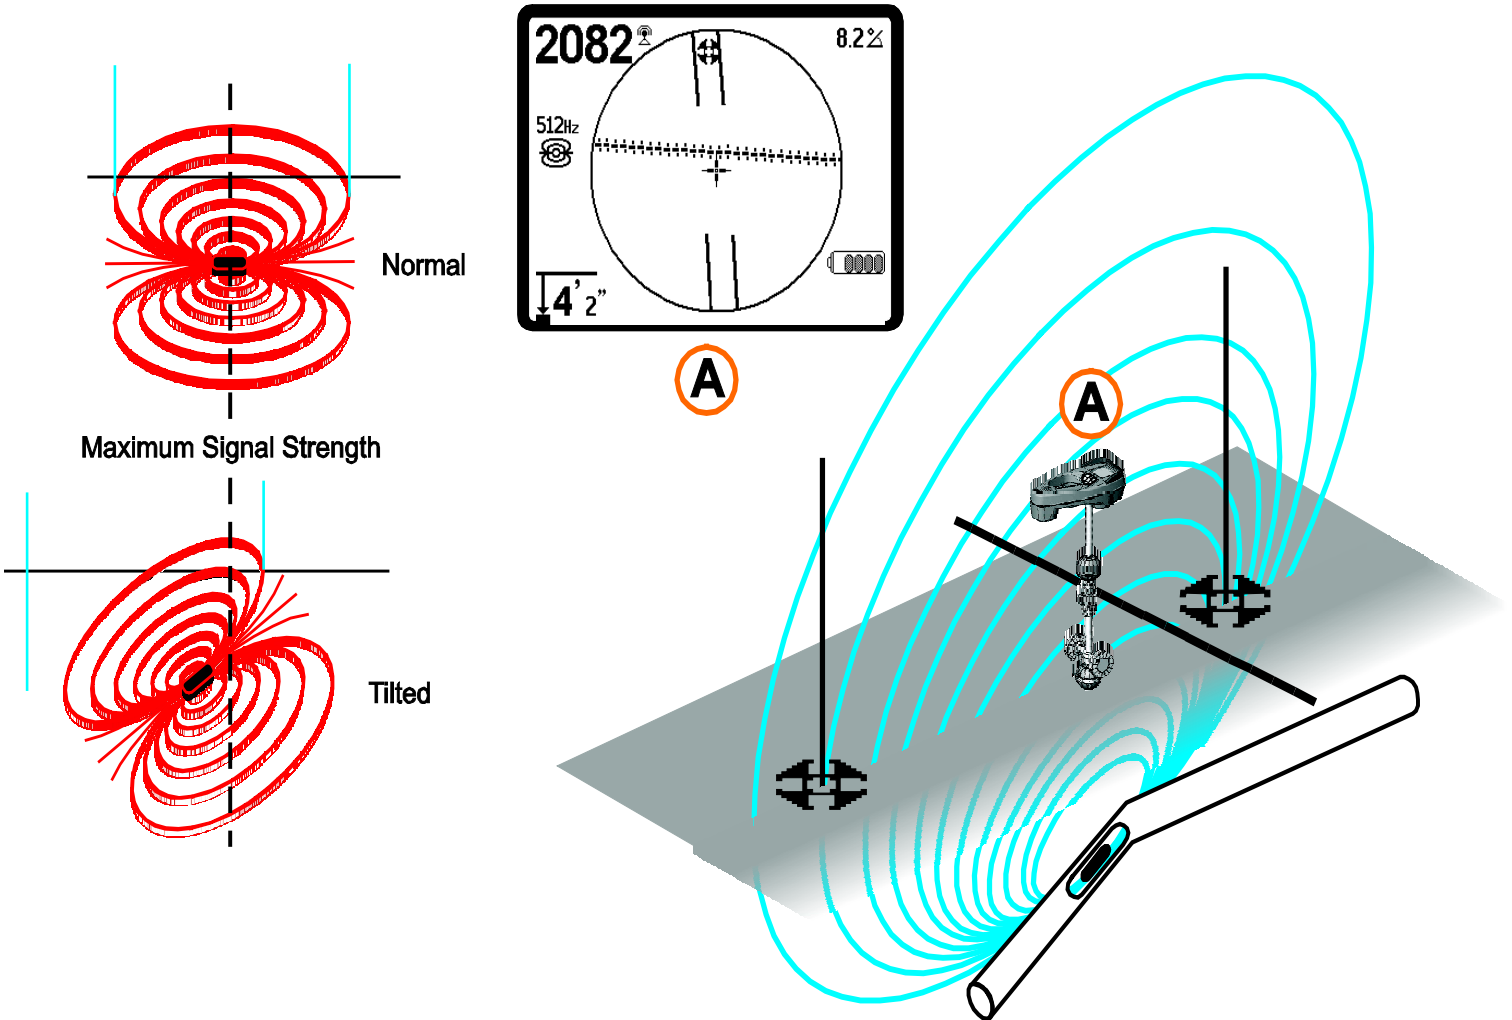 2082
8.2
512Hz
4' 2"
A
A
Normal
Maximum Signal Strength
Tilted